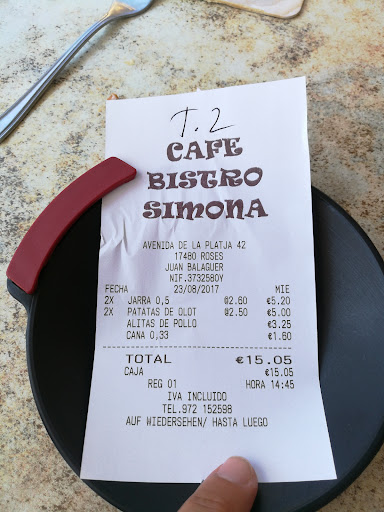 T.2
CAFE
BISTRO
SIMONA
AVENIDA DE LA PLATJA 42
17480 ROSES
JUAN BALAGUER
NIF.3732580Y
FECHA 23/08/2017 MIE
2X JARRA 0,5 @2.60 €5.20
2X PATATAS DE OLOT @2.50 €5.00
ALITAS DE POLLO €3.25
CANA 0,33 €1.60
TOTAL €15.05
CAJA €15.05
REG 01 HORA 14:45
IVA INCLUIDO
TEL.972 152598
AUF WIEDERSEHEN/ HASTA LUEGO